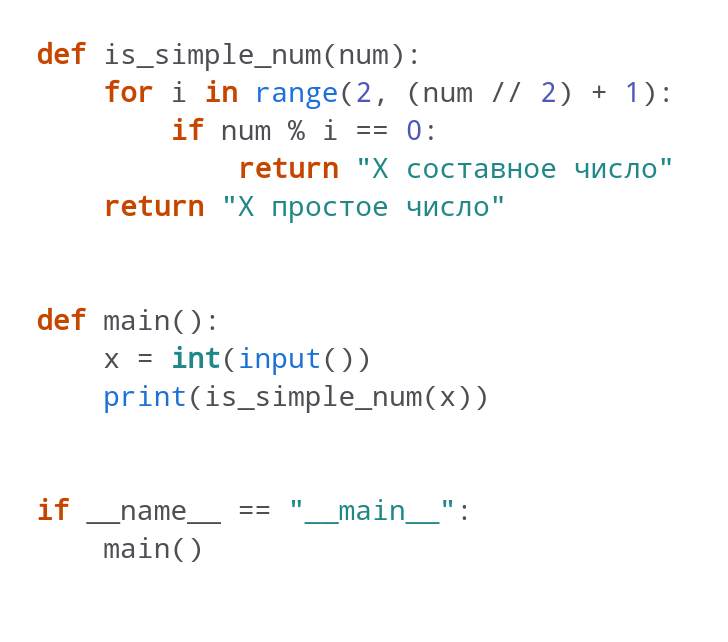 def is_simple_num(num):
    for i in range(2, (num // 2) + 1):
        if num % i == 0:
            return "X составное число"
    return "X простое число"
def main():
    x = int(input())
    print(is_simple_num(x))
if __name__ == "__main__":
    main()